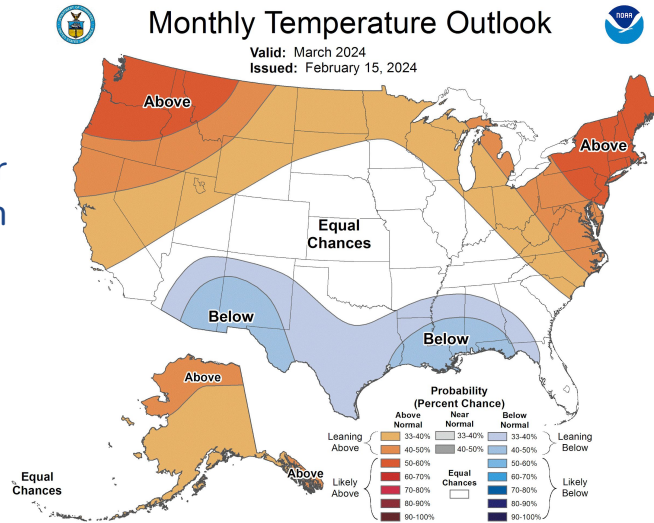 Monthly Temperature Outlook
NOAA
Valid: March 2024
Issued: February 15, 2024
Above
Above
r
n
Equal
Chances
Below
Below
Above
Above
Equal
Chances
Probability
(Percent Chance)
Above
Normal
Near
Normal
Below
Normal
Leaning
Above
33-40%
33-40%
33-40%
Leaning
Below
40-50%
40-50%
40-50%
Likely
Above
50-60%
60-70%
70-80%
80-90%
90-100%
Equal
Chances
50-60%
60-70%
70-80%
80-90%
90-100%
Likely
Below